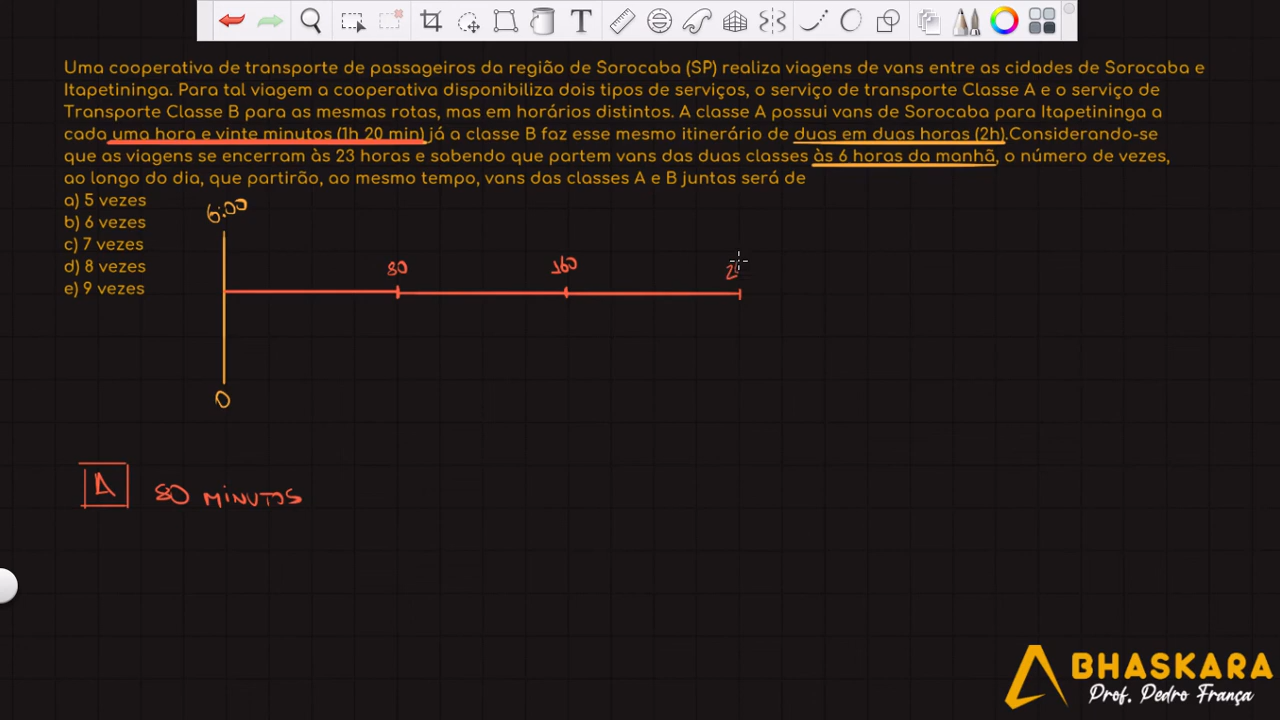 Uma cooperativa de transporte de passageiros da região de Sorocaba (SP) realiza viagens de vans entre as cidades de Sorocaba e
Itapetininga. Para tal viagem a cooperativa disponibiliza dois tipos de serviços, o serviço de transporte Classe A e o serviço de
Transporte Classe B para as mesmas rotas, mas em horários distintos. A classe A possui vans de Sorocaba para Itapetininga a
cada uma hora e vinte minutos (1h 20 min) já a classe B faz esse mesmo itinerário de duas em duas horas (2h).Considerando-se
que as viagens se encerram às 23 horas e sabendo que partem vans das duas classes às 6 horas da manhã, o número de vezes,
ao longo do dia, que partirão, ao mesmo tempo, vans das classes A e B juntas será de
a) 5 vezes
b) 6 vezes
c) 7 vezes
d) 8 vezes
e) 9 vezes
6:00
80 160 2
0
A 80 MINUTOS
BHASKARA
Prof. Pedro França